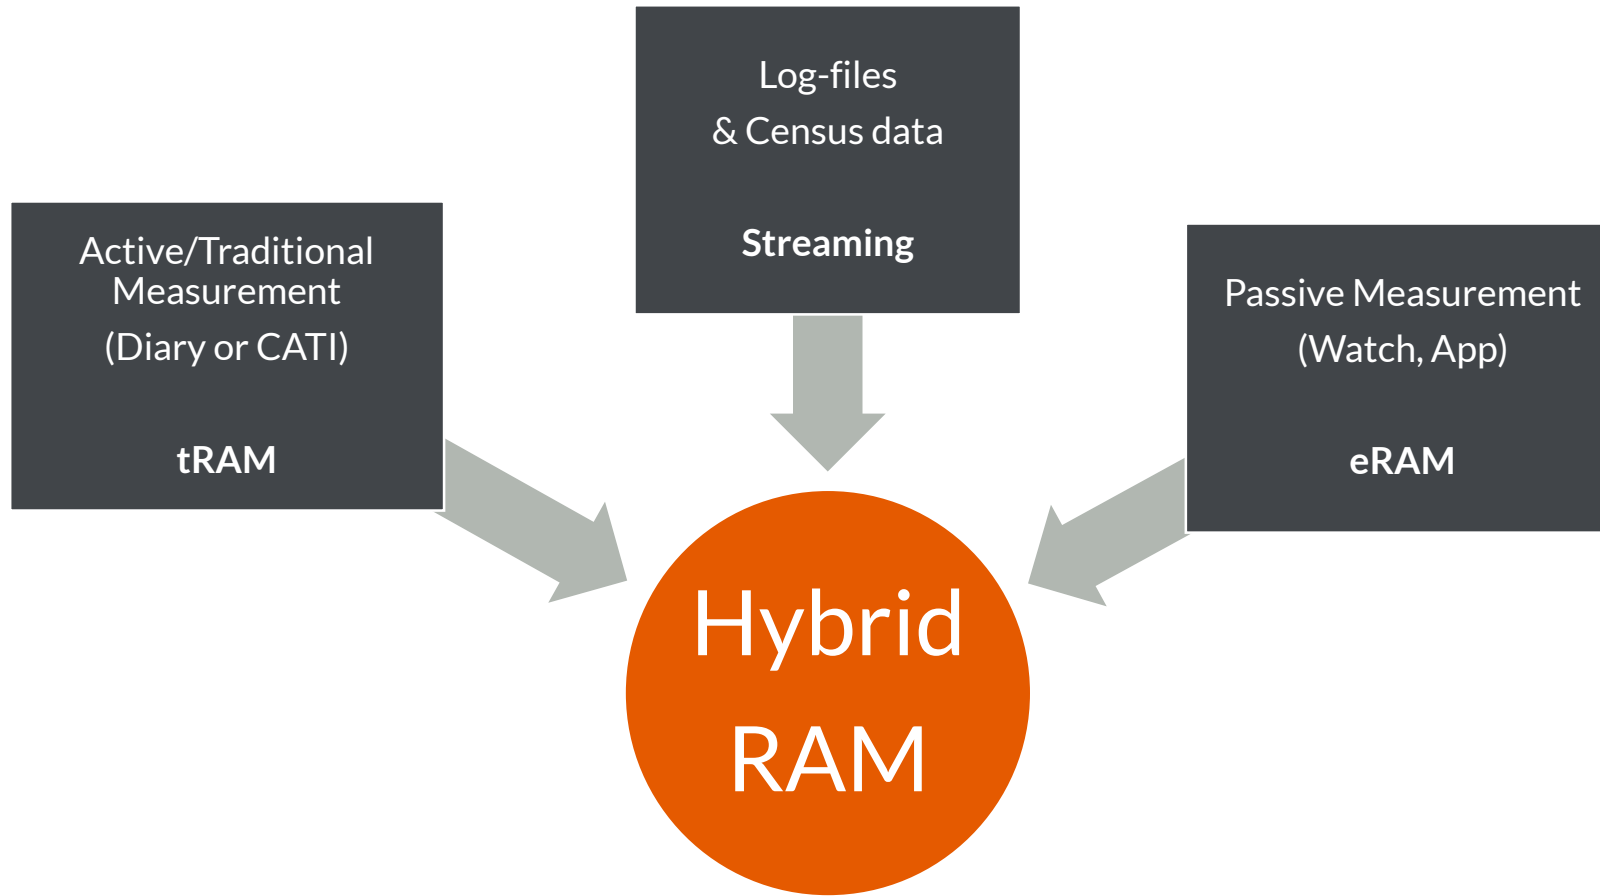 Log-files
& Census data
Streaming
Active/Traditional
Measurement
(Diary or CATI)
tRAM
Passive Measurement
(Watch, App)
eRAM
Hybrid
RAM